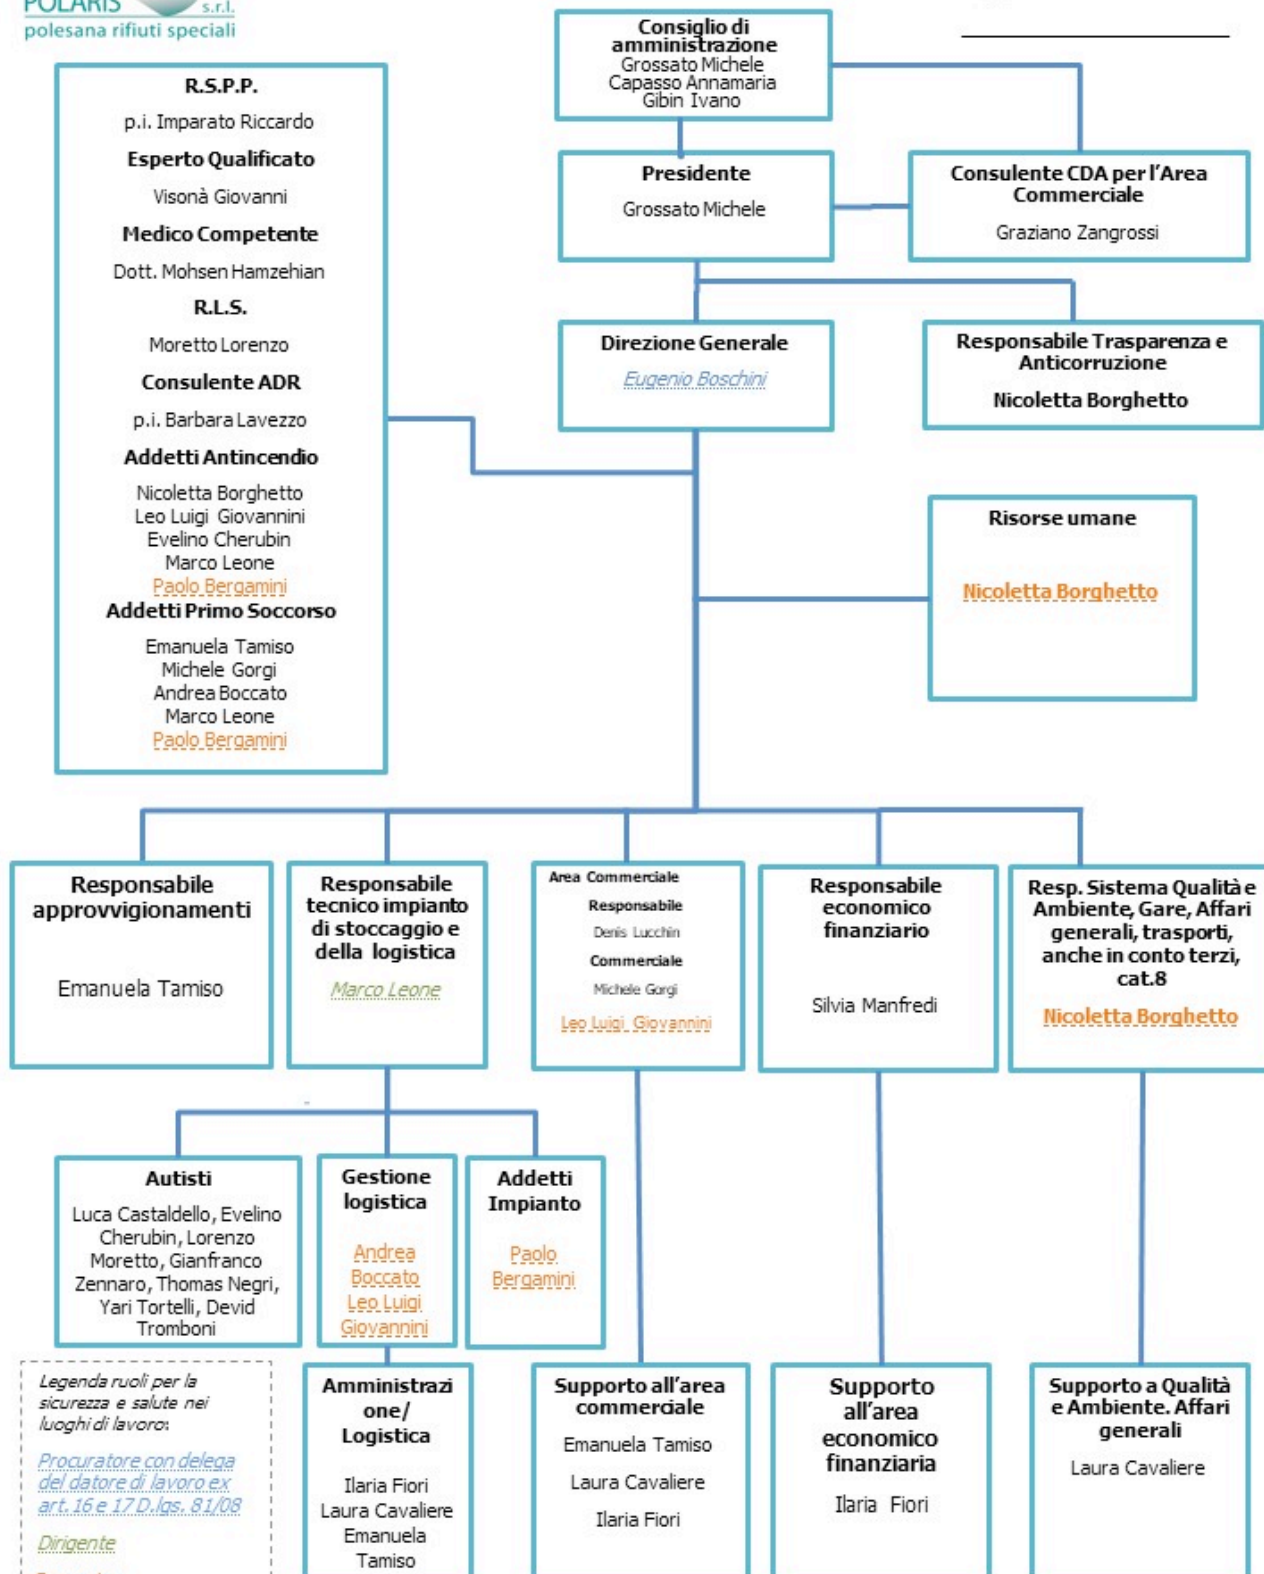 POLARIS
s.r.l.
polesana rifiuti speciali
Consiglio di
amministrazione
Grossato Michele
Capasso Annamaria
Gibin Ivano
R.S.P.P.
p.i. Imparato Riccardo
Esperto Qualificato
Visonà Giovanni
Medico Competente
Dott. Mohsen Hamzehian
R.L.S.
Moretto Lorenzo
Consulente ADR
p.i. Barbara Lavezzo
Addetti Antincendio
Nicoletta Borghetto
Leo Luigi Giovannini
Evelino Cherubin
Marco Leone
Paolo Bergamini
Addetti Primo Soccorso
Emanuela Tamiso
Michele Gorgi
Andrea Boccato
Marco Leone
Paolo Bergamini
Presidente
Grossato Michele
Consulente CDA per l'Area
Commerciale
Graziano Zangrossi
Direzione Generale
Eugenio Boschini
Responsabile Trasparenza e
Anticorruzione
Nicoletta Borghetto
Risorse umane
Nicoletta Borghetto
Responsabile
approvvigionamenti
Emanuela Tamiso
Responsabile
tecnico impianto
di stoccaggio e
della logistica
Marco Leone
Area Commerciale
Responsabile
Denis Lucchin
Commerciale
Michele Gorgi
Leo Luigi Giovannini
Responsabile
economico
finanziario
Silvia Manfredi
Resp. Sistema Qualità e
Ambiente, Gare, Affari
generali, trasporti,
anche in conto terzi,
cat.8
Nicoletta Borghetto
Autisti
Luca Castaldello, Evelino
Cherubin, Lorenzo
Moretto, Gianfranco
Zennaro, Thomas Negri,
Yari Tortelli, Devid
Tromboni
Gestione
logistica
Andrea
Boccato
Leo Luigi
Giovannini
Addetti
Impianto
Paolo
Bergamini
Legenda ruoli per la
sicurezza e salute nei
luoghi di lavoro:
Procuratore con delega
del datore di lavoro ex
art. 16 e 17 D.lgs. 81/08
Dirigente
Amministrazi
one/
Logistica
Ilaria Fiori
Laura Cavaliere
Emanuela
Tamiso
Supporto all'area
commerciale
Emanuela Tamiso
Laura Cavaliere
Ilaria Fiori
Supporto
all'area
economico
finanziaria
Ilaria Fiori
Supporto a Qualità
e Ambiente. Affari
generali
Laura Cavaliere